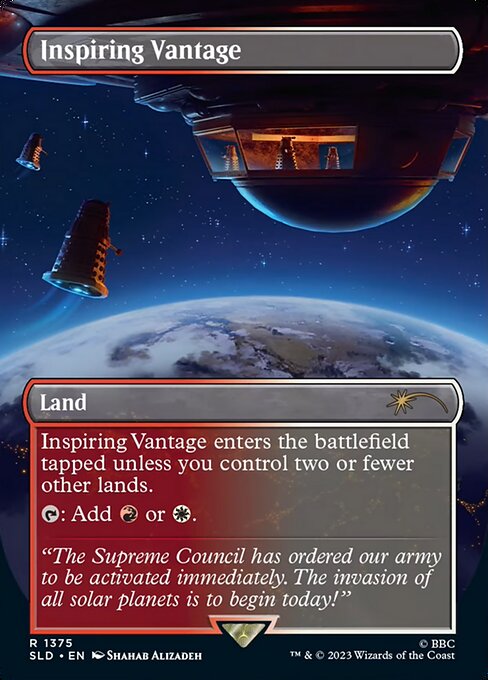 Inspiring Vantage
Land
Inspiring Vantage enters the battlefield
tapped unless you control two or fewer
other lands.
: Add or .
“The Supreme Council has ordered our army
to be activated immediately. The invasion of
all solar planets is to begin today!”
R 1375
SLD • EN Shahab Alizadeh
© BBC
™ & © 2023 Wizards of the Coast